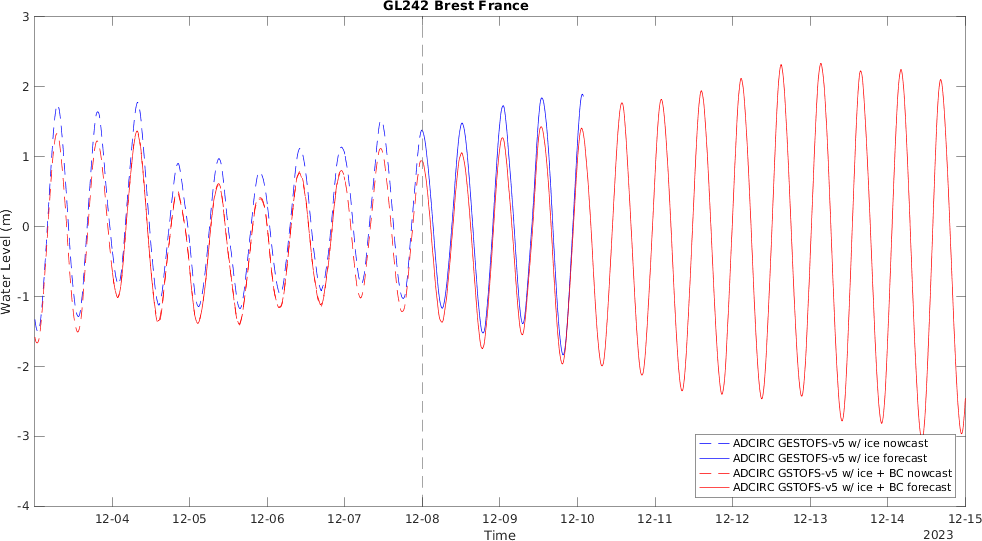 GL242 Brest France
3
2
1
0
-1
-2
-3
-4
Water Level (m)
ADCIRC GESTOFS-v5 w/ ice nowcast
ADCIRC GESTOFS-v5 w/ ice forecast
ADCIRC GSTOFS-v5 w/ ice + BC nowcast
ADCIRC GSTOFS-v5 w/ ice + BC forecast
12-04 12-05 12-06 12-07 12-08 12-09 12-10 12-11 12-12 12-13 12-14 12-15
Time
2023